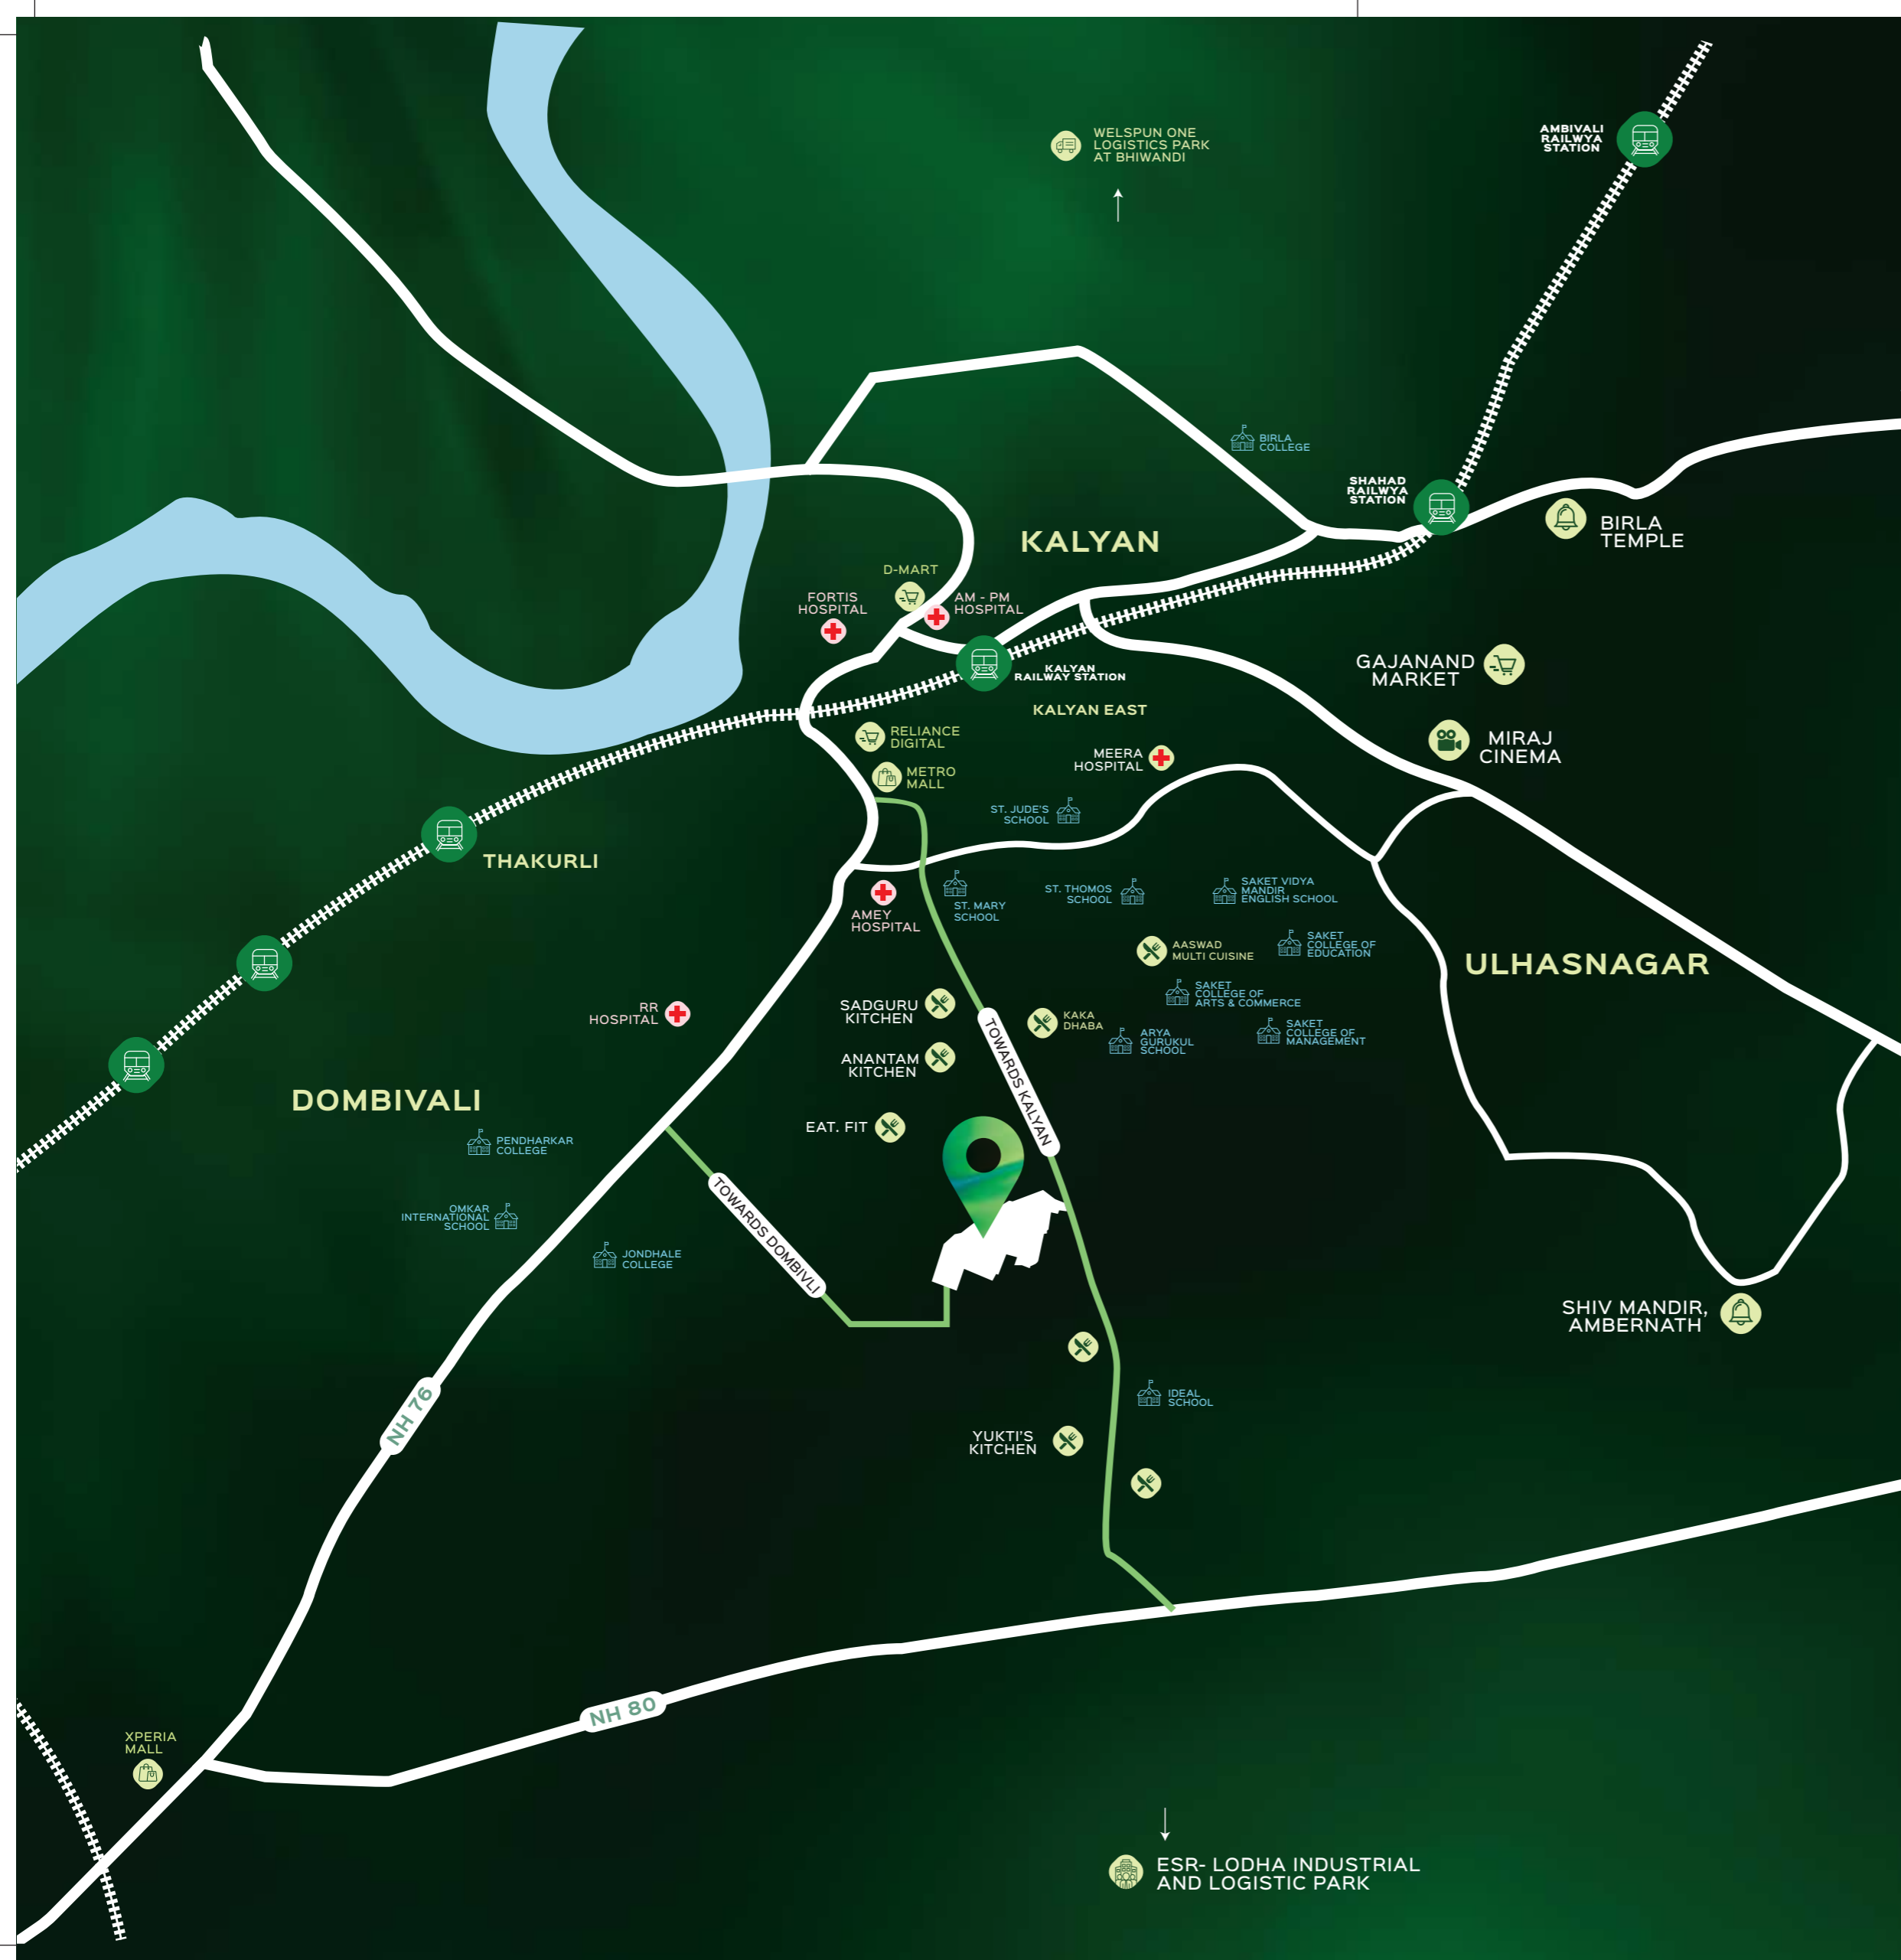 WELSPUN ONE
LOGISTICS PARK
AT BHIWANDI
AMBIVALI
RAILWYA
STATION
BIRLA
COLLEGE
SHAHAD
RAILWYA
STATION
BIRLA
TEMPLE
KALYAN
D-MART
FORTIS
HOSPITAL
AM - PM
HOSPITAL
KALYAN
RAILWAY STATION
GAJANAND
MARKET
KALYAN EAST
RELIANCE
DIGITAL
MIRAJ
CINEMA
MEERA
HOSPITAL
METRO
MALL
ST. JUDE'S
SCHOOL
THAKURLI
AMEY
HOSPITAL
ST. MARY
SCHOOL
ST. THOMOS
SCHOOL
SAKET VIDYA
MANDIR
ENGLISH SCHOOL
AASWAD
MULTI CUISINE
SAKET
COLLEGE OF
EDUCATION
ULHASNAGAR
SAKET
COLLEGE OF
ARTS & COMMERCE
RR
HOSPITAL
SADGURU
KITCHEN
KAKA
DHABA
ARYA
GURUKUL
SCHOOL
SAKET
COLLEGE OF
MANAGEMENT
ANANTAM
KITCHEN
TOWARDS KALYAN
DOMBIVALI
EAT. FIT
PENDHARKAR
COLLEGE
OMKAR
INTERNATIONAL
SCHOOL
TOWARDS DOMBIVLI
JONDHALE
COLLEGE
SHIV MANDIR,
AMBERNATH
NH 76
IDEAL
SCHOOL
YUKTI'S
KITCHEN
NH 80
XPERIA
MALL
ESR- LODHA INDUSTRIAL
AND LOGISTIC PARK